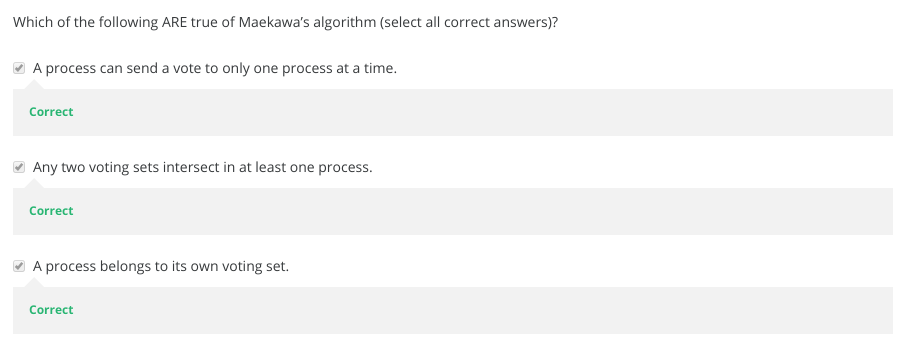 Which of the following ARE true of Maekawa's algorithm (select all correct answers)?
A process can send a vote to only one process at a time.
Correct
Any two voting sets intersect in at least one process.
Correct
A process belongs to its own voting set.
Correct